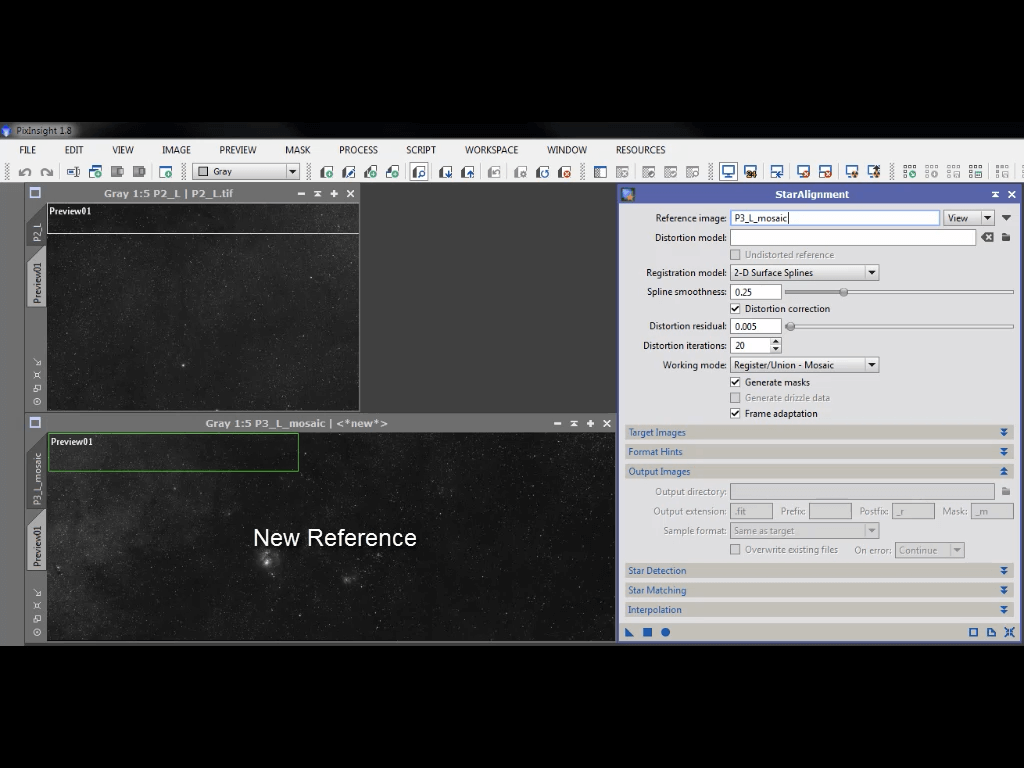 PixInsight 1.8
FILE EDIT VIEW IMAGE PREVIEW MASK PROCESS SCRIPT WORKSPACE WINDOW RESOURCES
Gray
Gray 1:5 P2_L | P2_L.tif
Preview01
P2_L
Preview01
Gray 1:5 P3_L_mosaic | <*new*>
Preview01
P3_L_mosaic
Preview01
New Reference
StarAlignment
Reference image: P3_L_mosaic View
Distortion model:
Undistorted reference
Registration model: 2-D Surface Splines
Spline smoothness: 0.25
Distortion correction
Distortion residual: 0.005
Distortion iterations: 20
Working mode: Register/Union - Mosaic
Generate masks
Generate drizzle data
Frame adaptation
Target Images
Format Hints
Output Images
Output directory:
Output extension: .fit Prefix: Postfix: _r Mask: _m
Sample format: Same as target
Overwrite existing files On error: Continue
Star Detection
Star Matching
Interpolation